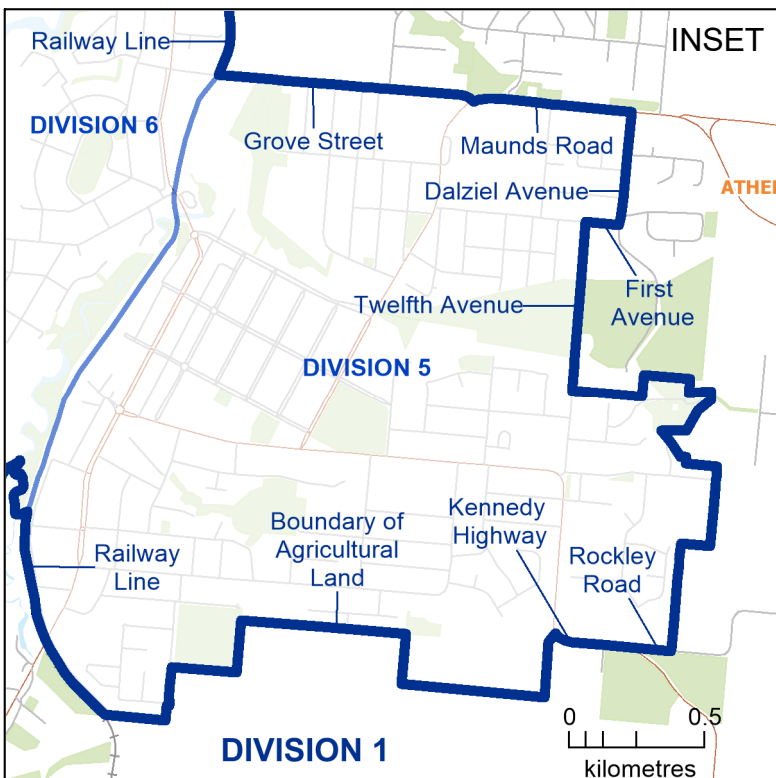 INSET
Railway Line
DIVISION 6
Grove Street
Maunds Road
Dalziel Avenue
ATHE
Twelfth Avenue
First
Avenue
DIVISION 5
Kennedy
Highway
Boundary of
Agricultural
Land
Railway
Line
Rockley
Road
DIVISION 1
0 0.5
kilometres